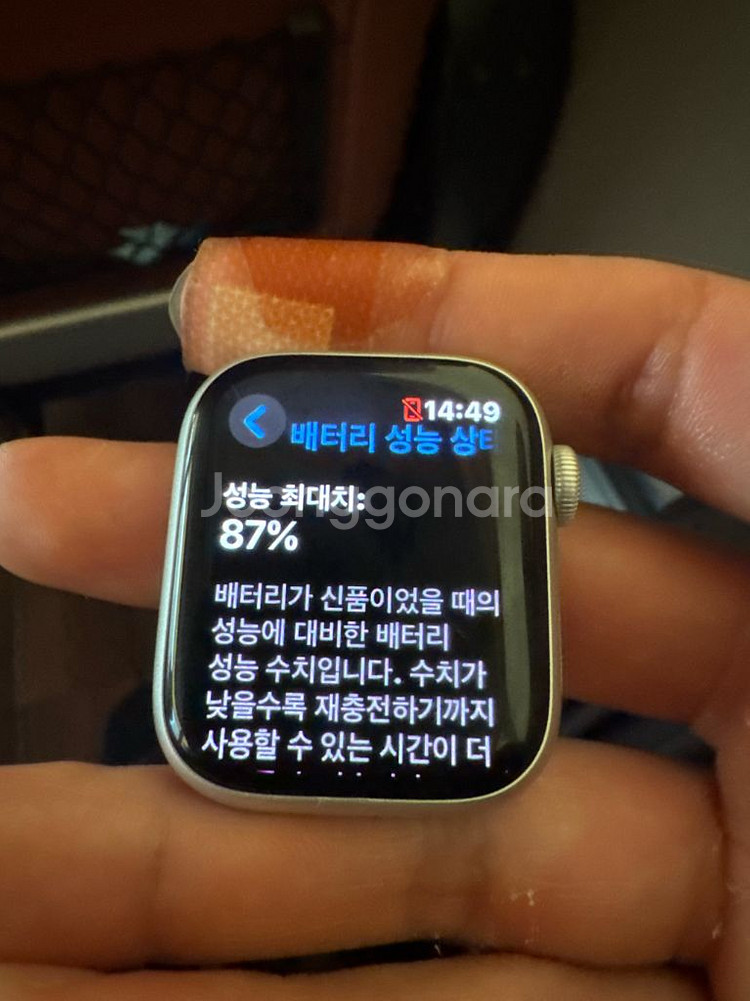 14:49
배터리 성능 상태
성능 최대치:
87%
Joonggonara
배터리가 신품이었을 때의
성능에 대비한 배터리
성능 수치입니다. 수치가
낮을수록 재충전하기까지
사용할 수 있는 시간이 더